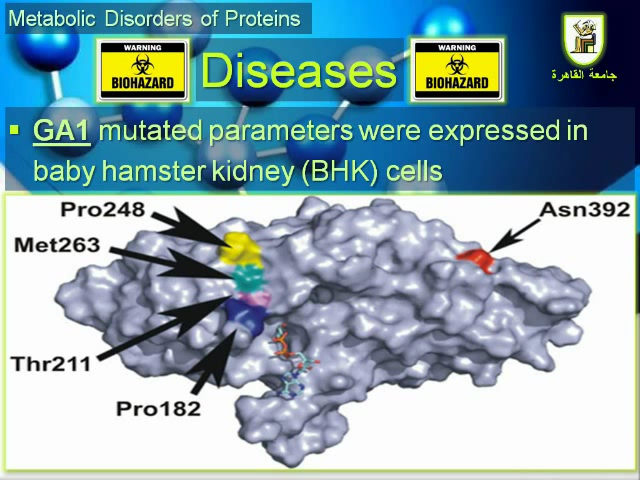 Metabolic Disorders of Proteins
WARNING
BIOHAZARD
Diseases
WARNING
BIOHAZARD
جامعة القاهرة
GA1 mutated parameters were expressed in
baby hamster kidney (BHK) cells
Pro248
Asn392
Met263
Thr211
Pro182